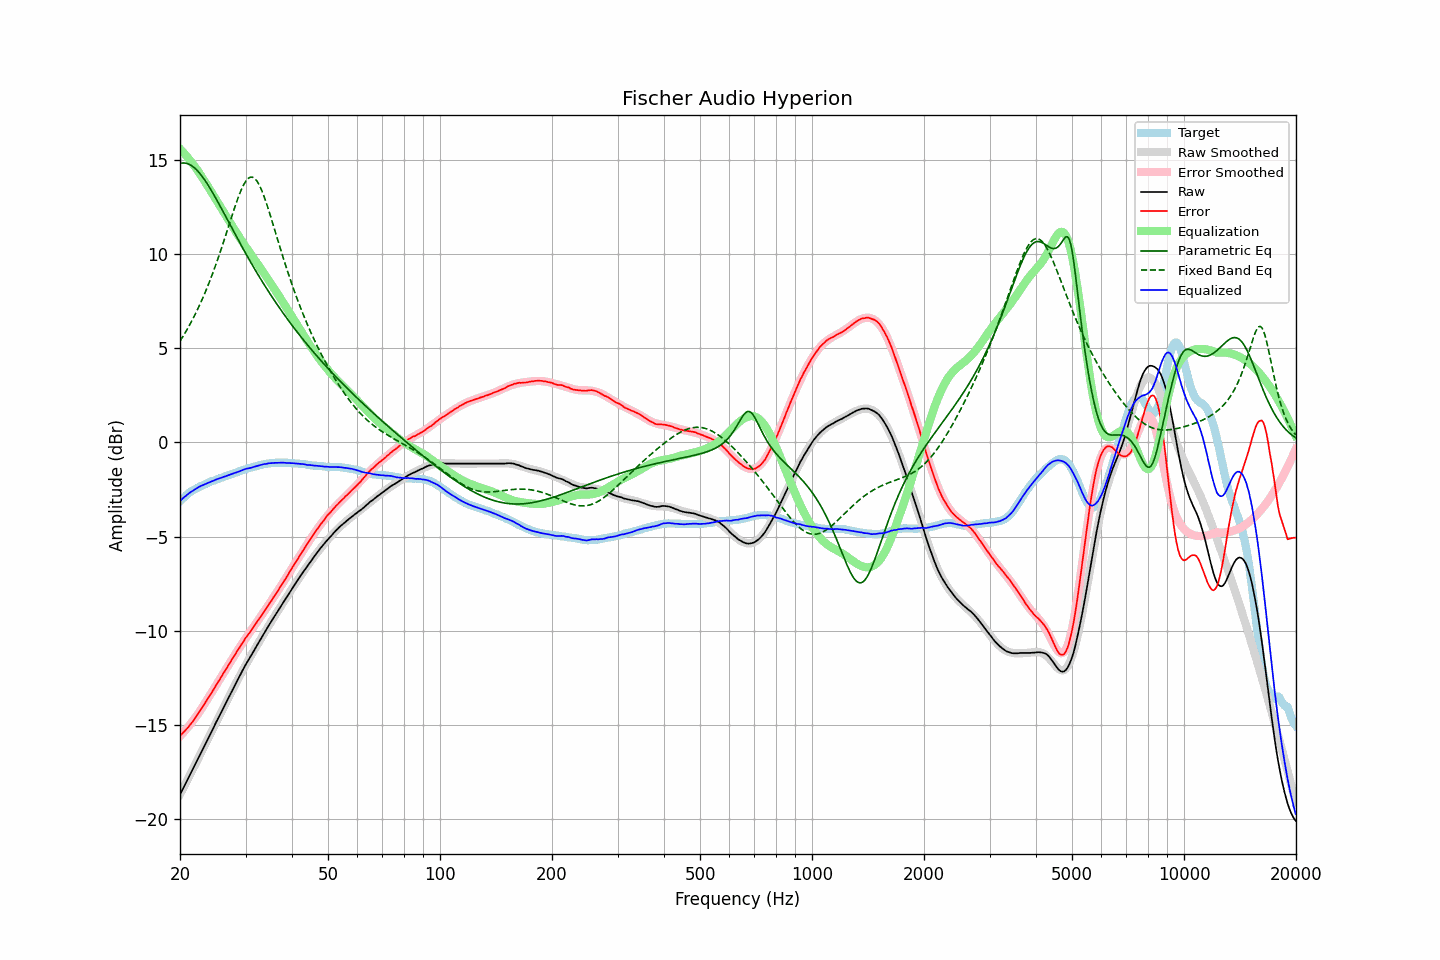 Fischer Audio Hyperion
Target
Raw Smoothed
Error Smoothed
Raw
Error
Equalization
Parametric Eq
Fixed Band Eq
Equalized
Amplitude (dBr)
15
10
5
0
−5
−10
−15
−20
20 50 100 200 500 1000 2000 5000 10000 20000
Frequency (Hz)